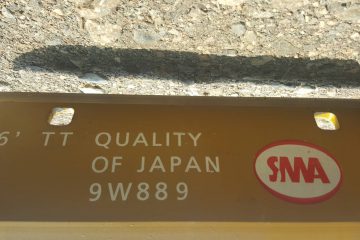 6' TT QUALITY
OF JAPAN
9W889
SMA